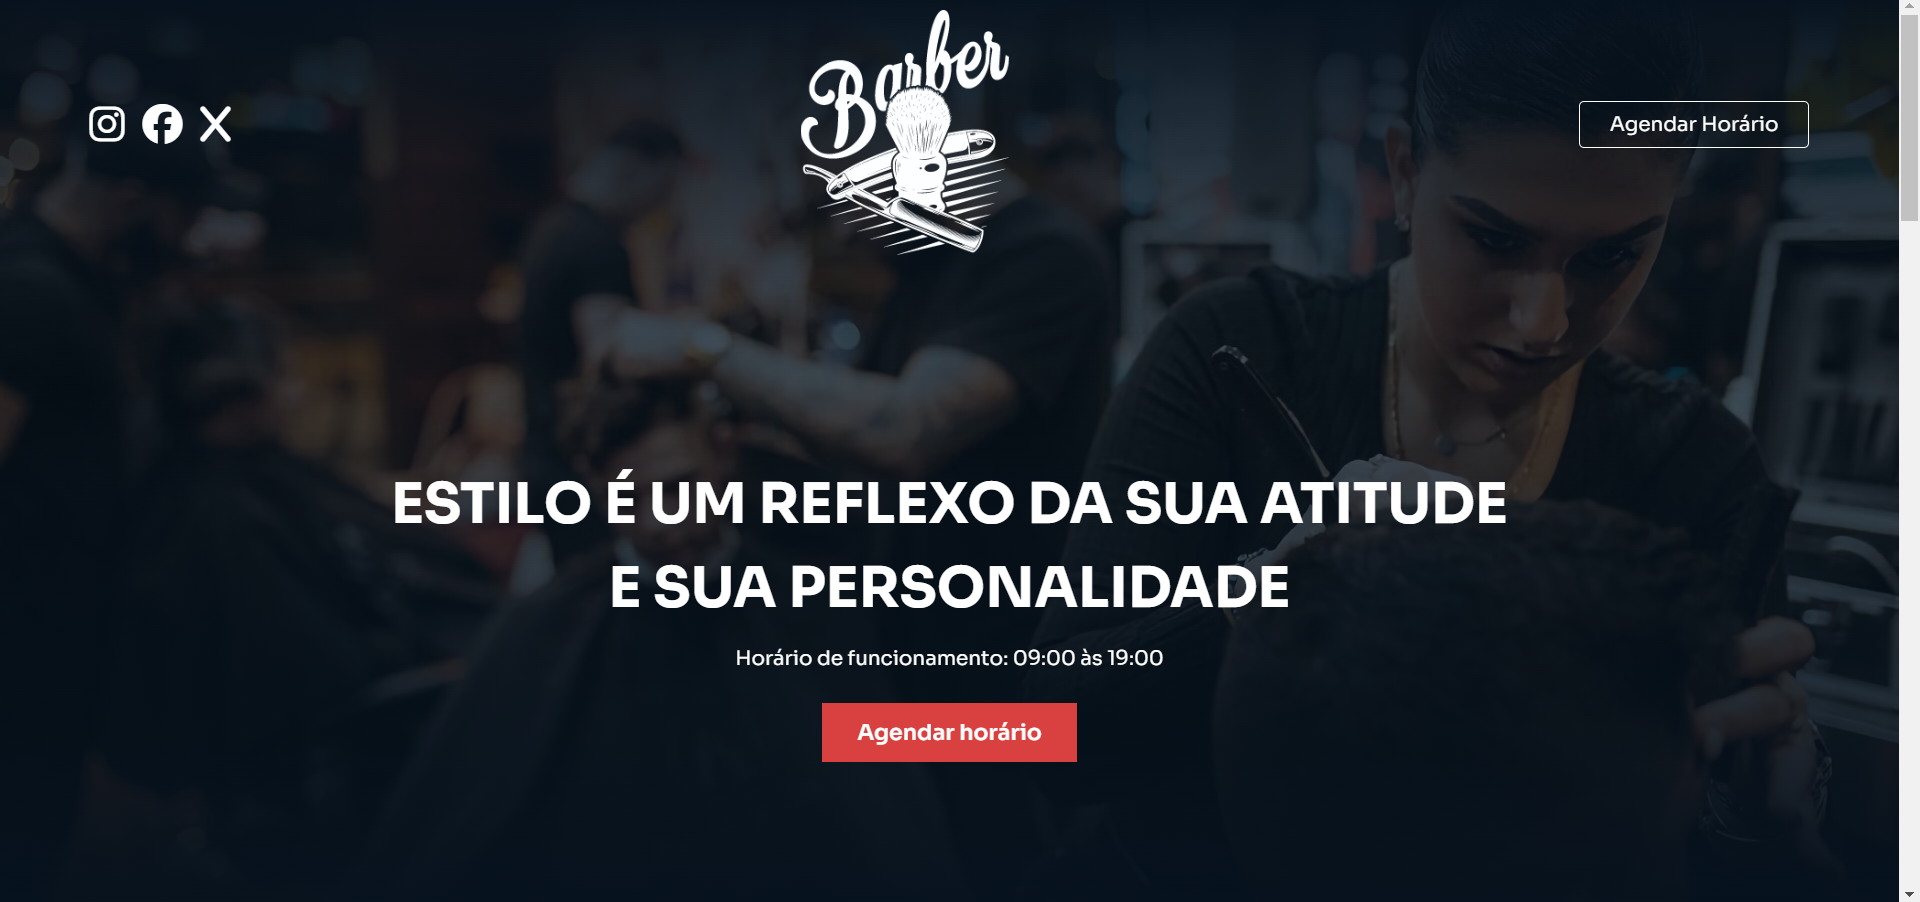 Barber
Agendar Horário
ESTILO É UM REFLEXO DA SUA ATITUDE
E SUA PERSONALIDADE
Horário de funcionamento: 09:00 às 19:00
Agendar horário